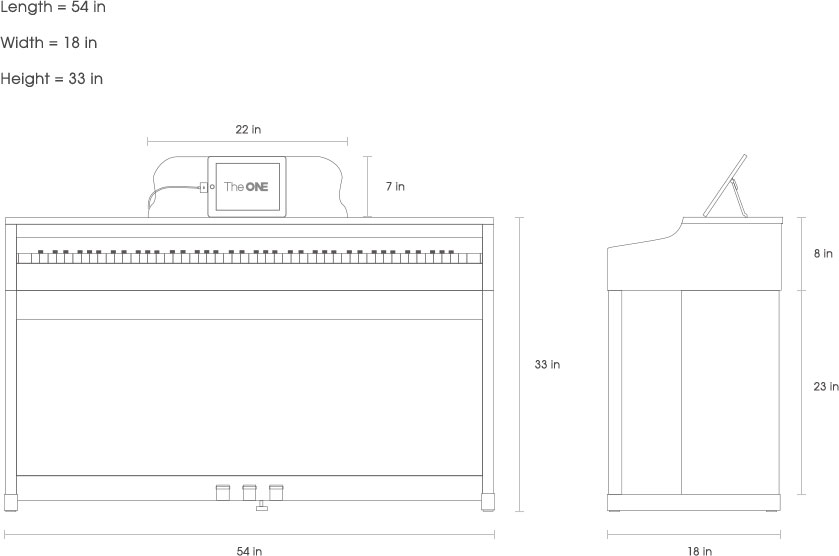 Length = 54 in
Width = 18 in
Height = 33 in
22 in
The ONE
7 in
8 in
33 in
23 in
54 in
18 in